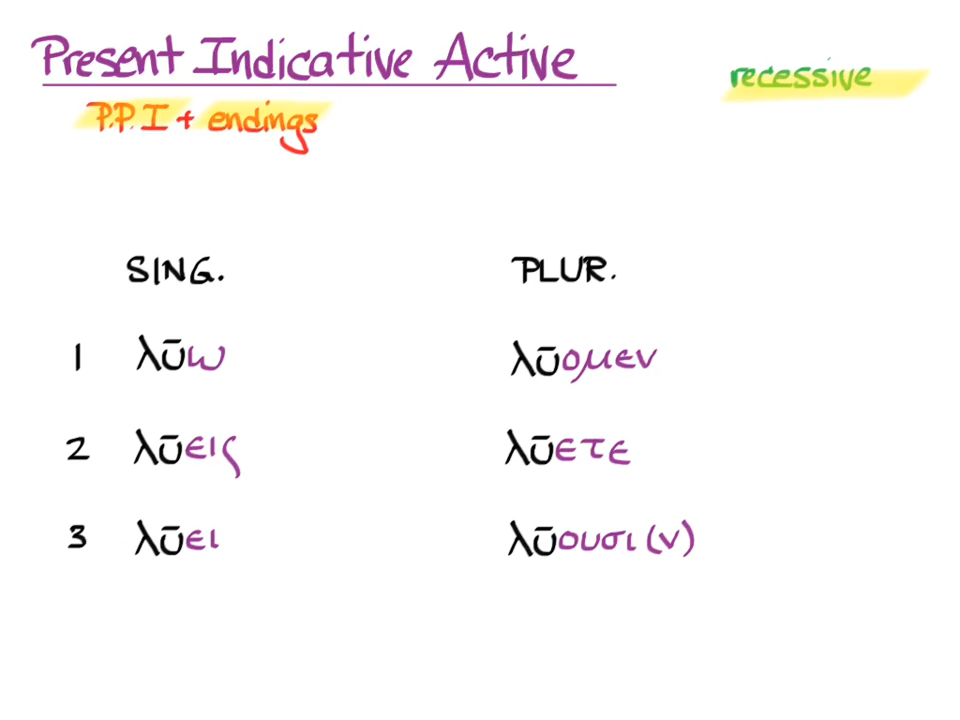 Present Indicative Active
recessive
P.P. I + endings
SING. PLUR.
1 λῡω λῡομεν
2 λῡεις λῡετε
3 λῡει λῡουσι(ν)